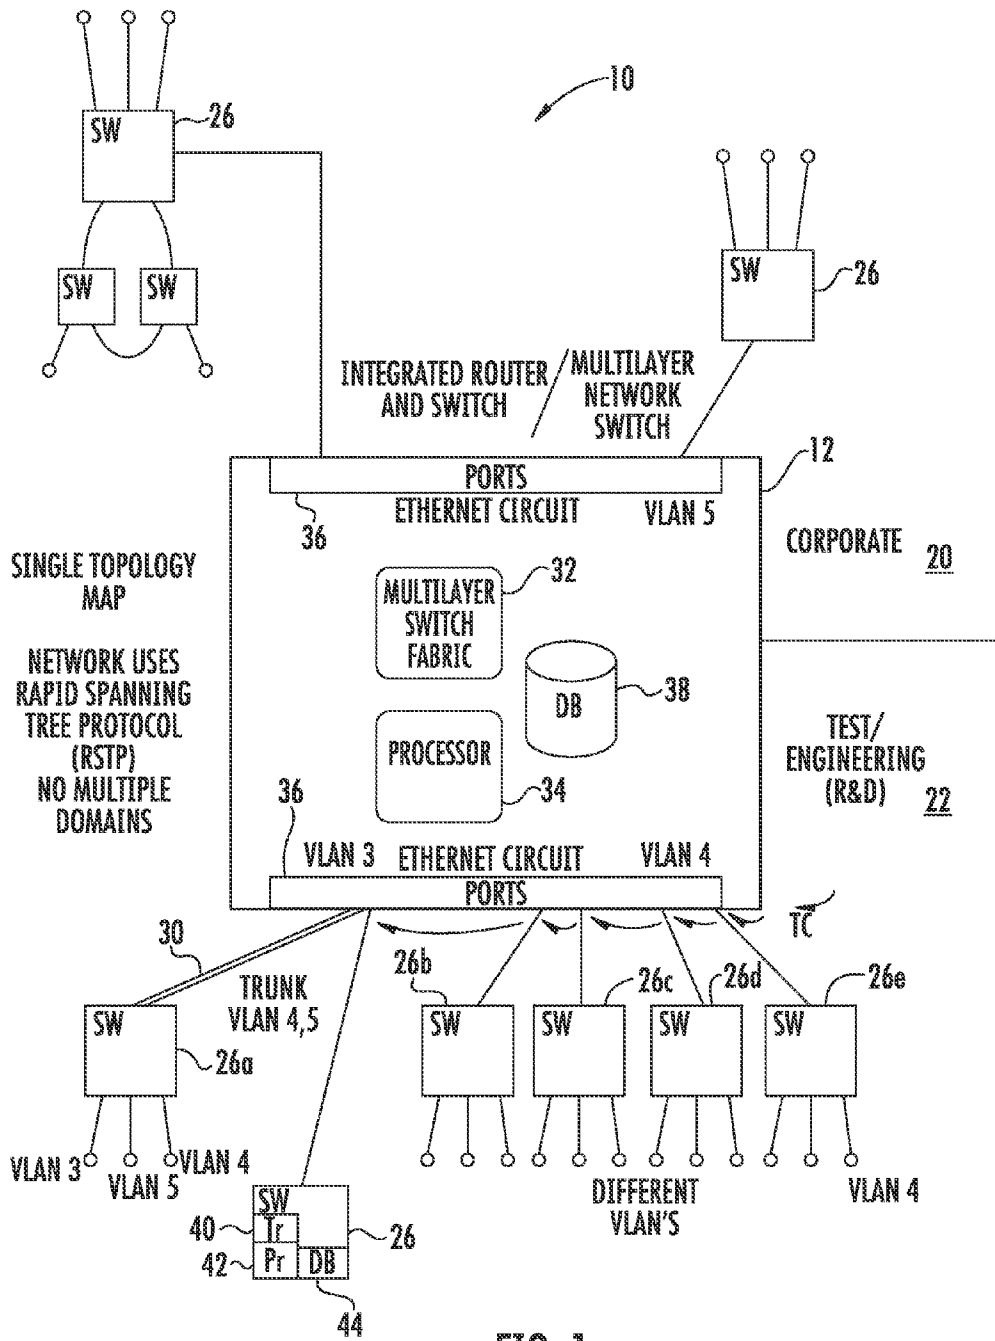 10
SW
26
SW
SW
SW
26
INTEGRATED ROUTER
AND SWITCH
MULTILAYER
NETWORK
SWITCH
12
PORTS
ETHERNET CIRCUIT
VLAN 5
36
CORPORATE
20
SINGLE TOPOLOGY
MAP
NETWORK USES
RAPID SPANNING
TREE PROTOCOL
(RSTP)
NO MULTIPLE
DOMAINS
32
MULTILAYER
SWITCH
FABRIC
DB
38
PROCESSOR
34
TEST/
ENGINEERING
(R&D)
22
36
VLAN 3
ETHERNET CIRCUIT
VLAN 4
PORTS
TC
30
TRUNK
VLAN 4,5
SW
26a
26b
SW
26c
SW
26d
SW
26e
SW
VLAN 3
VLAN 5
VLAN 4
DIFFERENT
VLAN'S
VLAN 4
SW
40
Tr
26
42
Pr
DB
44
FIG. 1